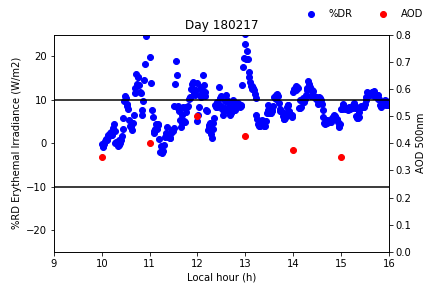 %DR AOD
Day 180217
%RD Erythermal Irradiance (W/m2)
20
10
0
−10
−20
0.8
0.7
0.6
0.5
0.4
0.3
0.2
0.1
0.0
AOD 500nm
9 10 11 12 13 14 15 16
Local hour (h)